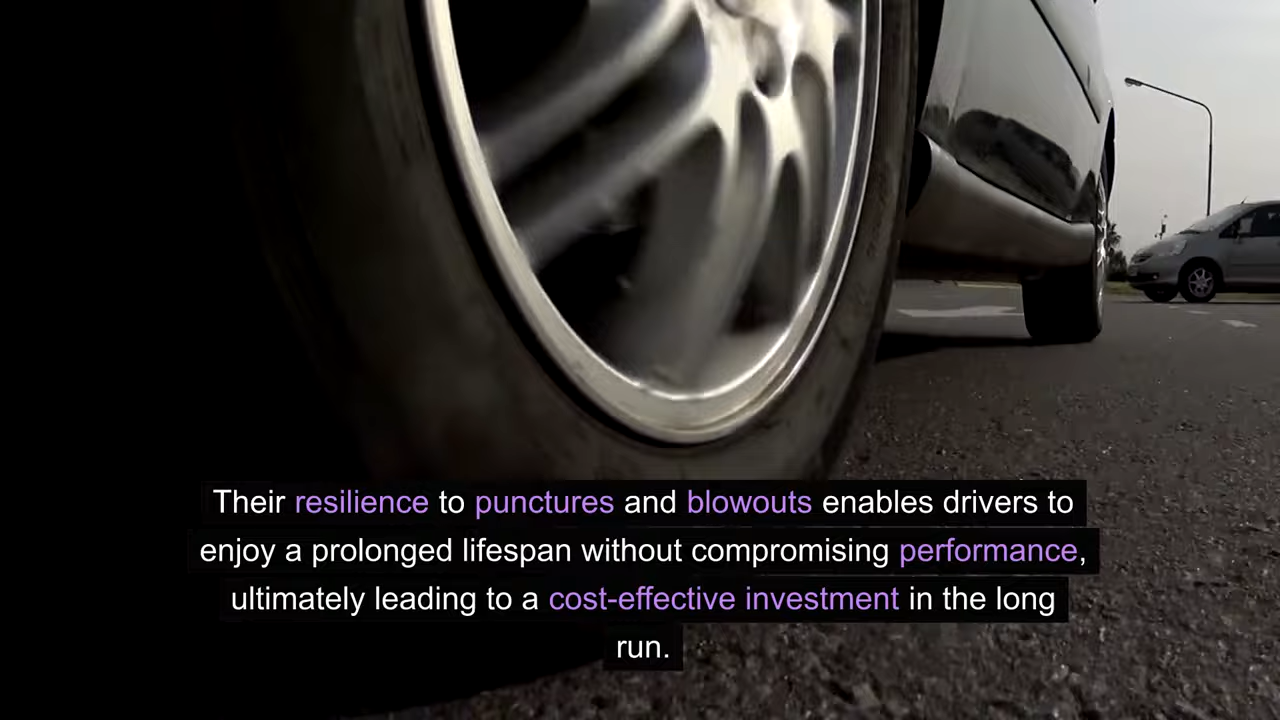 Their resilience to punctures and blowouts enables drivers to
enjoy a prolonged lifespan without compromising performance,
ultimately leading to a cost-effective investment in the long
run.